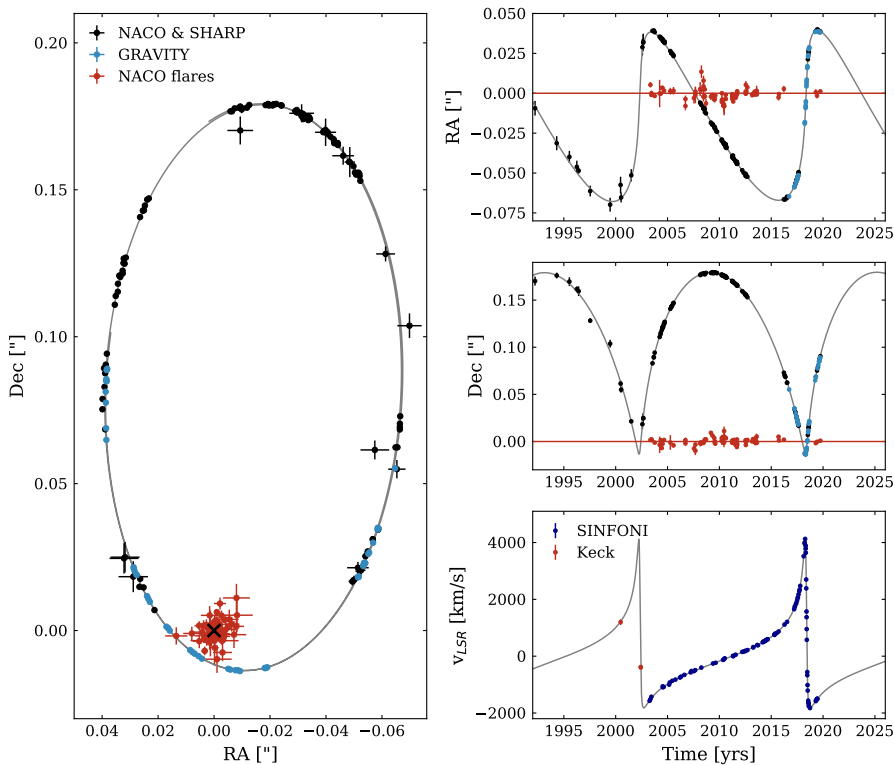 NACO & SHARP
GRAVITY
NACO flares
0.20
0.15
0.10
0.05
0.00
Dec ["]
0.04 0.02 0.00 −0.02 −0.04 −0.06
RA ["]
0.050
0.025
0.000
−0.025
−0.050
−0.075
RA ["]
1995 2000 2005 2010 2015 2020 2025
0.15
0.10
0.05
0.00
Dec ["]
1995 2000 2005 2010 2015 2020 2025
SINFONI
Keck
4000
2000
0
−2000
vLSR [km/s]
1995 2000 2005 2010 2015 2020 2025
Time [yrs]